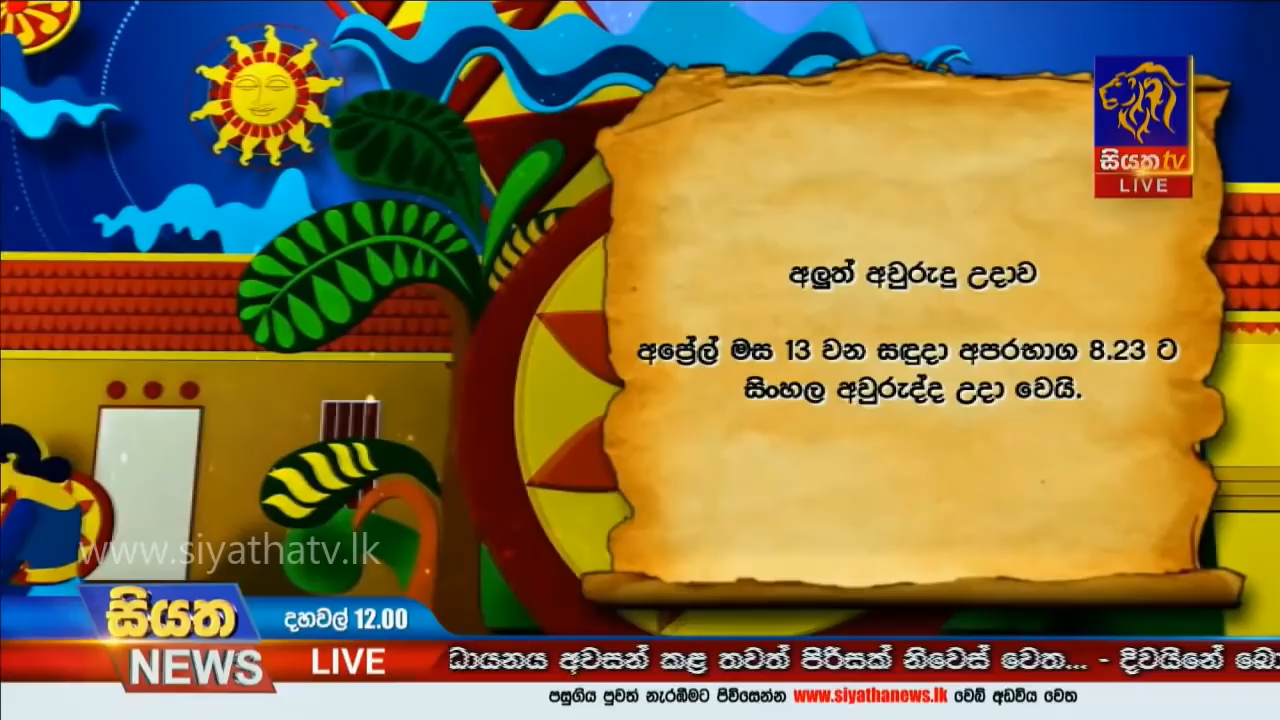 සියත tv
LIVE
අලුත් අවුරුදු උදාව
අප්‍රේල් මස 13 වන සඳුදා අපරභාග 8.23 ට
සිංහල අවුරුද්ද උදා වෙයි.
www.siyathatv.lk
සියත
NEWS
දහවල් 12.00
LIVE
ධායනය අවසන් කළ තවත් පිරිසක් නිවෙස් වෙත... - දිවයිනේ බො
පසුගිය පුවත් නැරඹීමට පිවිසෙන්න www.siyathanews.lk වෙබ් අඩවිය වෙත